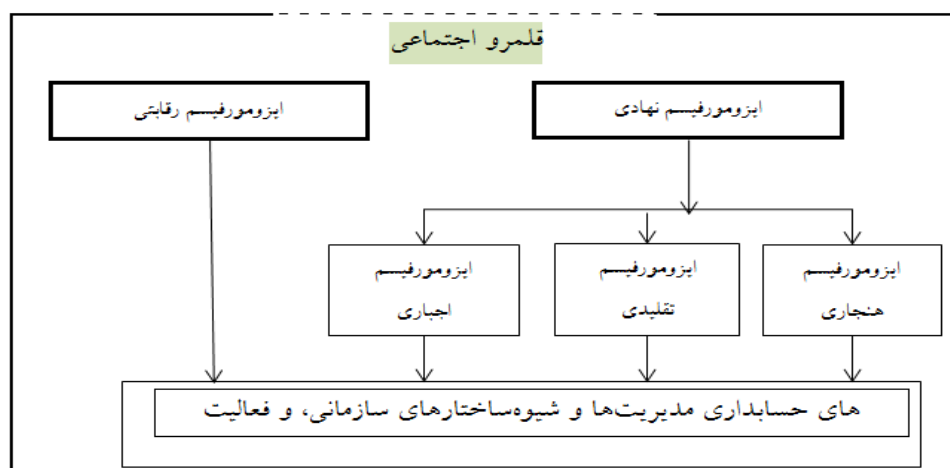 قلمرو اجتماعی
ایزومورفیسم نهادی
ایزومورفیسم رقابتی
ایزومورفیسم
هنجاری
ایزومورفیسم
تقلیدی
ایزومورفیسم
اجباری
های حسابداری مدیریت‌ها و شیوه‌ساختارهای سازمانی، و فعالیت